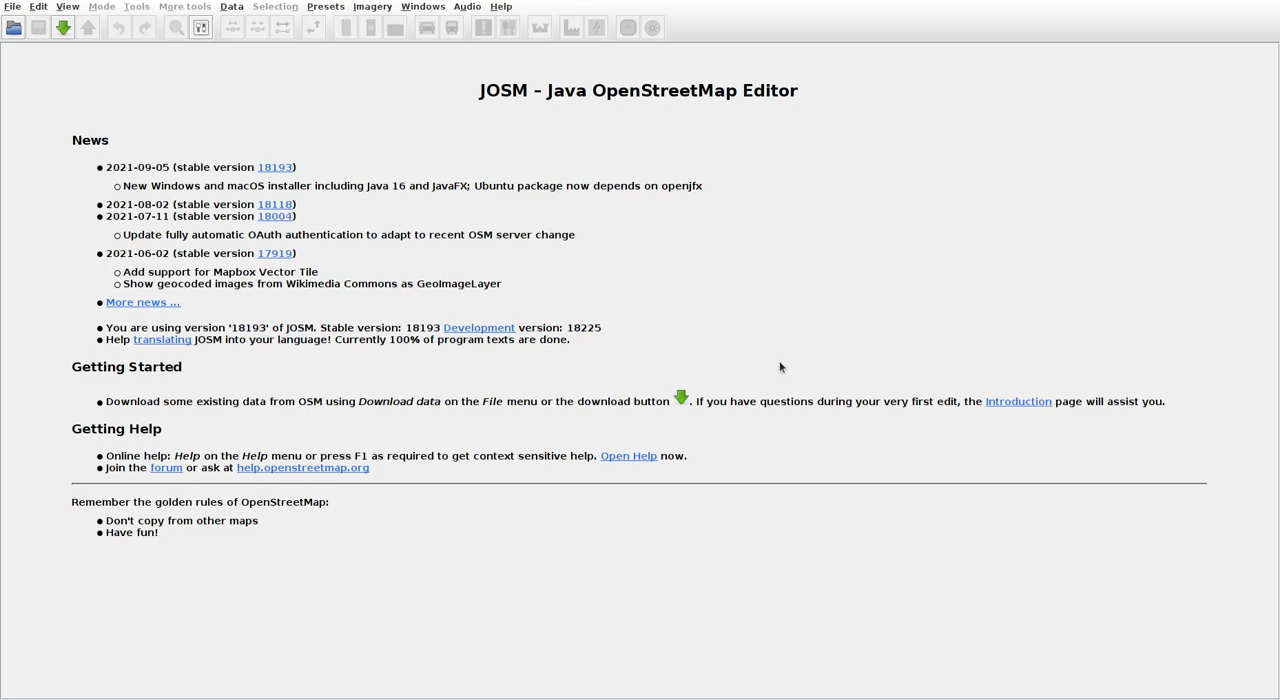 File Edit View Mode Tools More tools Data Selection Presets Imagery Windows Audio Help
JOSM – Java OpenStreetMap Editor
News
2021-09-05 (stable version 18193)
New Windows and macOS installer including Java 16 and JavaFX; Ubuntu package now depends on openjfx
2021-08-02 (stable version 18118)
2021-07-11 (stable version 18004)
Update fully automatic OAuth authentication to adapt to recent OSM server change
2021-06-02 (stable version 17919)
Add support for Mapbox Vector Tile
Show geocoded images from Wikimedia Commons as GeoImageLayer
More news ...
You are using version '18193' of JOSM. Stable version: 18193 Development version: 18225
Help translating JOSM into your language! Currently 100% of program texts are done.
Getting Started
Download some existing data from OSM using Download data on the File menu or the download button . If you have questions during your very first edit, the Introduction page will assist you.
Getting Help
Online help: Help on the Help menu or press F1 as required to get context sensitive help. Open Help now.
Join the forum or ask at help.openstreetmap.org
Remember the golden rules of OpenStreetMap:
Don't copy from other maps
Have fun!